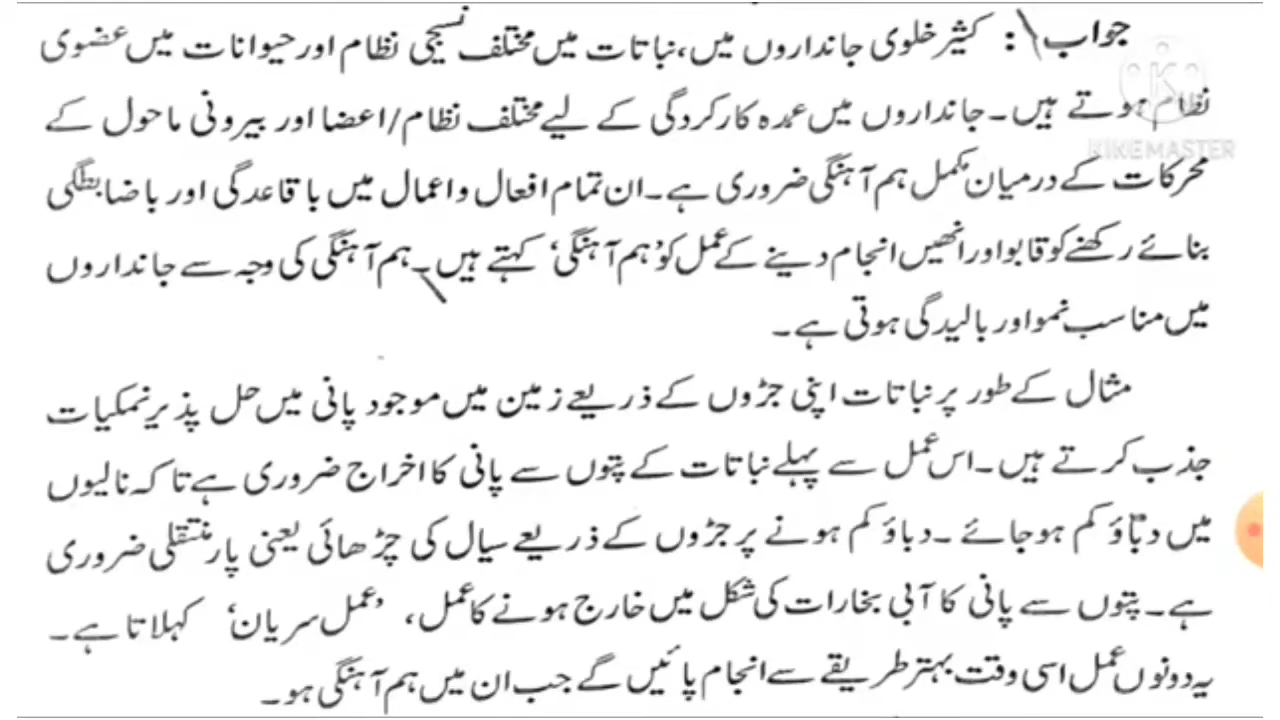 جواب: کثیر خلوی جانداروں میں، نباتات میں مختلف نسیجی نظام اور حیوانات میں عضوی
نظام ہوتے ہیں۔ جانداروں میں عمدہ کارکردگی کے لیے مختلف نظام/اعضا اور بیرونی ماحول کے
محرکات کے درمیان مکمل ہم آہنگی ضروری ہے۔ ان تمام افعال و اعمال میں باقاعدگی اور باضابطگی
بنائے رکھنے کو قابو اور انھیں انجام دینے کے عمل کو ’ہم آہنگی‘ کہتے ہیں۔ ہم آہنگی کی وجہ سے جانداروں
میں مناسب نمو اور بالیدگی ہوتی ہے۔
مثال کے طور پر نباتات اپنی جڑوں کے ذریعے زمین میں موجود پانی میں حل پذیر نمکیات
جذب کرتے ہیں۔ اس عمل سے پہلے نباتات کے پتوں سے پانی کا اخراج ضروری ہے تاکہ نالیوں
میں دباؤ کم ہوجائے۔ دباؤ کم ہونے پر جڑوں کے ذریعے سیال کی چڑھائی یعنی پار منتقلی ضروری
ہے۔ پتوں سے پانی کا آبی بخارات کی شکل میں خارج ہونے کا عمل، ’عمل سریان‘ کہلاتا ہے۔
یہ دونوں عمل اسی وقت بہتر طریقے سے انجام پائیں گے جب ان میں ہم آہنگی ہو۔
KINEMASTER